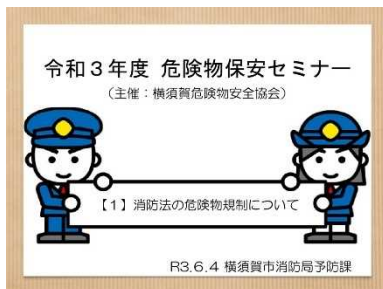 令和３年度 危険物保安セミナー
（主催：横須賀危険物安全協会）
【１】消防法の危険物規制について
R3.6.4 横須賀市消防局予防課